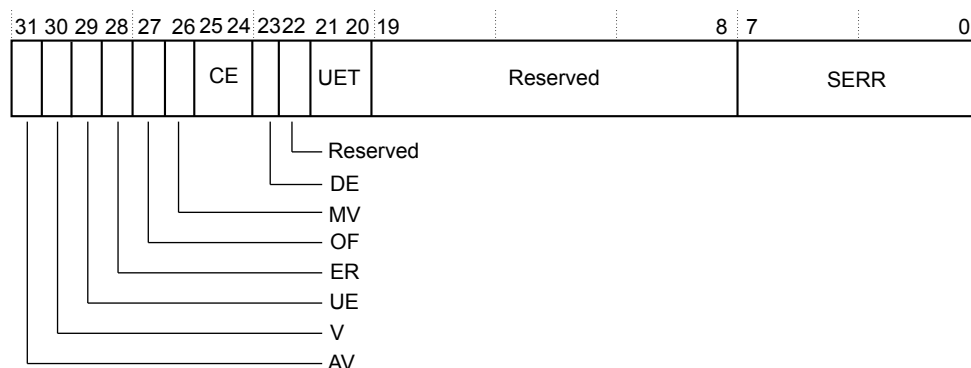 31 30 29 28 27 26 25 24 23 22 21 20 19 8 7 0
CE UET Reserved SERR
Reserved
DE
MV
OF
ER
UE
V
AV